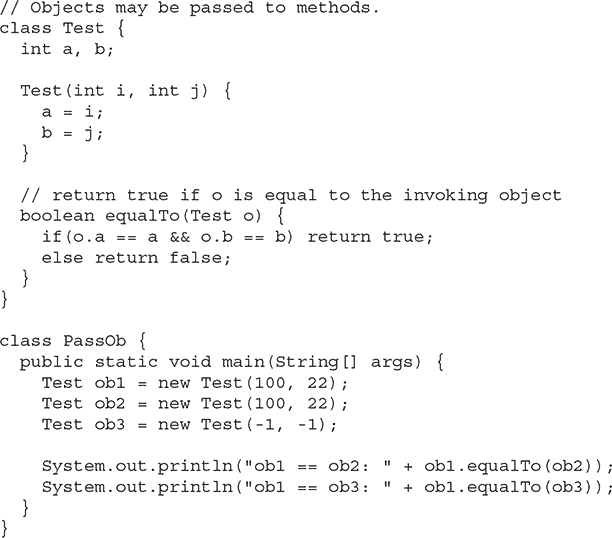 // Objects may be passed to methods.
class Test {
  int a, b;

  Test(int i, int j) {
    a = i;
    b = j;
  }

  // return true if o is equal to the invoking object
  boolean equalTo(Test o) {
    if(o.a == a && o.b == b) return true;
    else return false;
  }
}

class PassOb {
  public static void main(String[] args) {
    Test ob1 = new Test(100, 22);
    Test ob2 = new Test(100, 22);
    Test ob3 = new Test(-1, -1);

    System.out.println("ob1 == ob2: " + ob1.equalTo(ob2));
    System.out.println("ob1 == ob3: " + ob1.equalTo(ob3));
  }
}